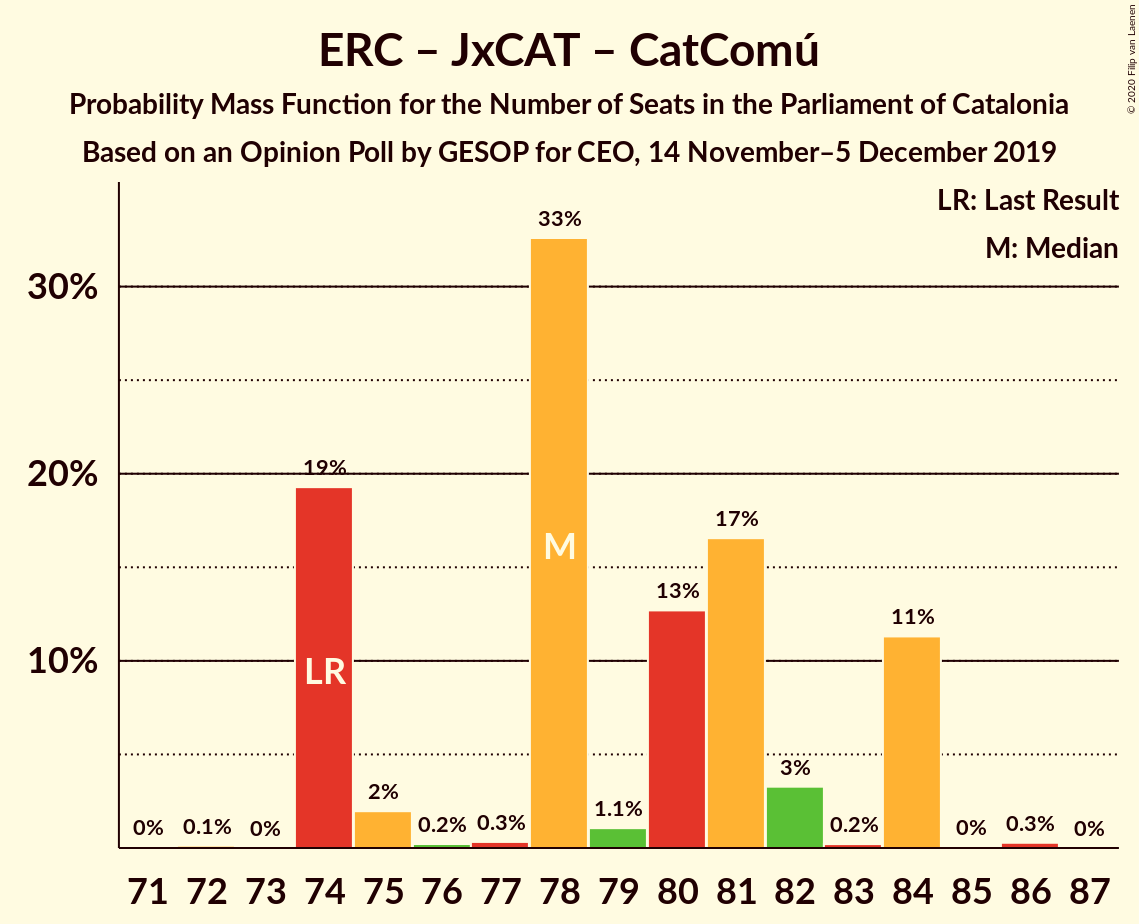 ERC – JxCAT – CatComú
Probability Mass Function for the Number of Seats in the Parliament of Catalonia
Based on an Opinion Poll by GESOP for CEO, 14 November–5 December 2019
© 2020 Filip van Laenen
LR: Last Result
M: Median
30%
20%
10%
0% 0.1% 0% 19% 2% 0.2% 0.3% 33% 1.1% 13% 17% 3% 0.2% 11% 0% 0.3% 0%
LR M
71 72 73 74 75 76 77 78 79 80 81 82 83 84 85 86 87